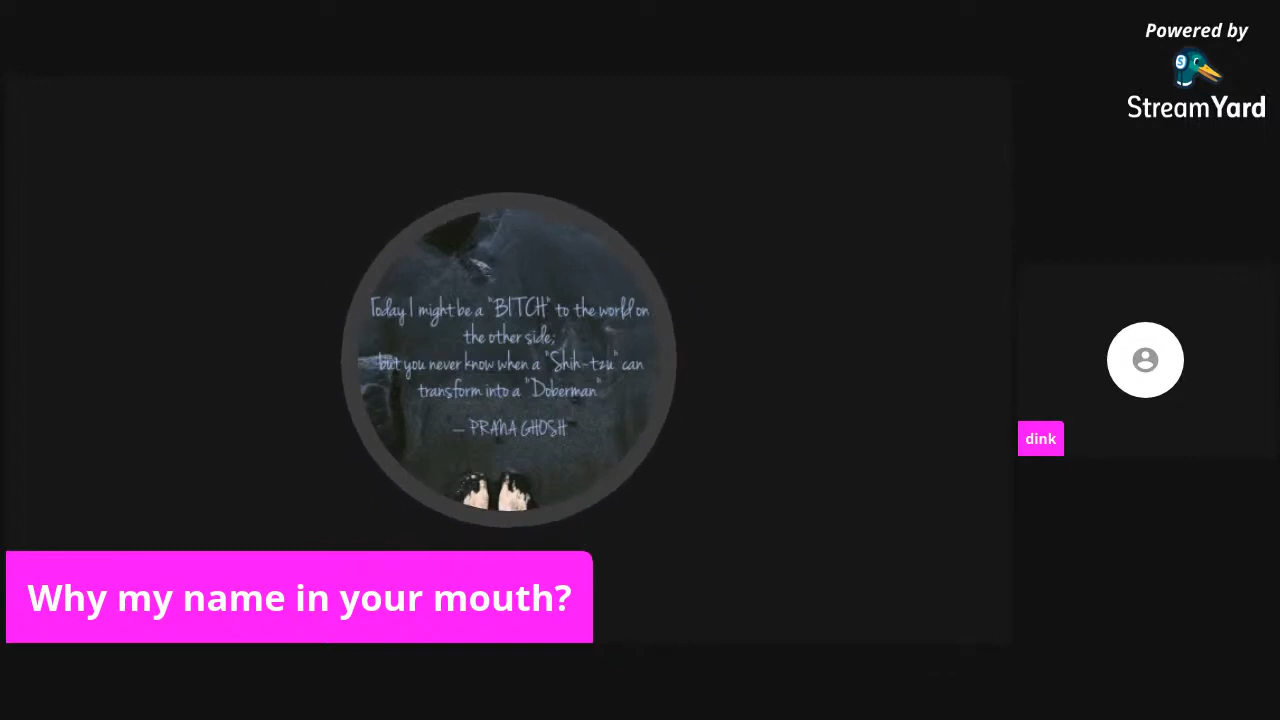 Powered by
StreamYard
Today I might be a "BITCH" to the world on
the other side;
but you never know when a "Shih-tzu" can
transform into a "Doberman"
— PRANA GHOSH
dink
Why my name in your mouth?